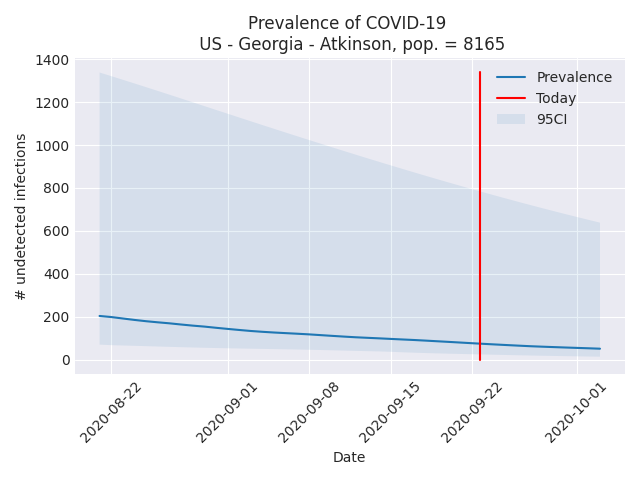 Prevalence of COVID-19
US - Georgia - Atkinson, pop. = 8165
1400
1200
1000
800
600
400
200
0
# undetected infections
Prevalence
Today
95CI
2020-08-22
2020-09-01
2020-09-08
2020-09-15
2020-09-22
2020-10-01
Date